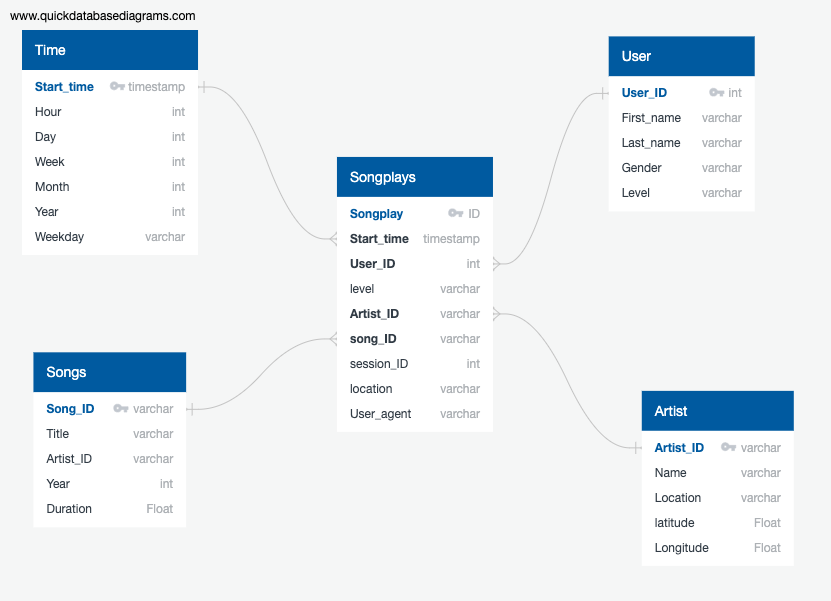 www.quickdatabasediagrams.com
Time
Start_time timestamp
Hour int
Day int
Week int
Month int
Year int
Weekday varchar
User
User_ID int
First_name varchar
Last_name varchar
Gender varchar
Level varchar
Songplays
Songplay ID
Start_time timestamp
User_ID int
level varchar
Artist_ID varchar
song_ID varchar
session_ID int
location varchar
User_agent varchar
Songs
Song_ID varchar
Title varchar
Artist_ID varchar
Year int
Duration Float
Artist
Artist_ID varchar
Name varchar
Location varchar
latitude Float
Longitude Float